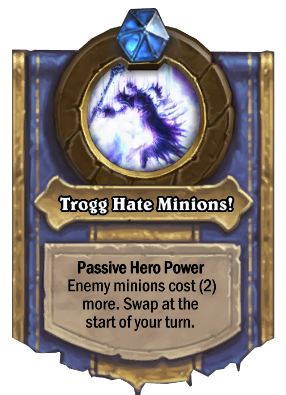 Trogg Hate Minions!
Passive Hero Power
Enemy minions cost (2)
more. Swap at the
start of your turn.